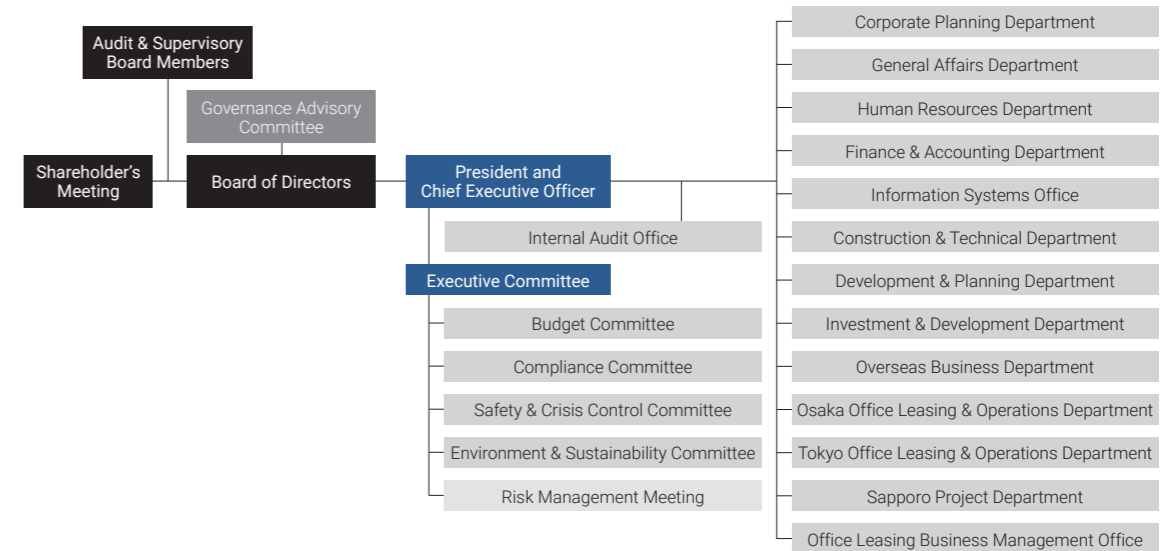 Audit & Supervisory
Board Members
Governance Advisory
Committee
Shareholder's
Meeting
Board of Directors
President and
Chief Executive Officer
Internal Audit Office
Executive Committee
Budget Committee
Compliance Committee
Safety & Crisis Control Committee
Environment & Sustainability Committee
Risk Management Meeting
Corporate Planning Department
General Affairs Department
Human Resources Department
Finance & Accounting Department
Information Systems Office
Construction & Technical Department
Development & Planning Department
Investment & Development Department
Overseas Business Department
Osaka Office Leasing & Operations Department
Tokyo Office Leasing & Operations Department
Sapporo Project Department
Office Leasing Business Management Office